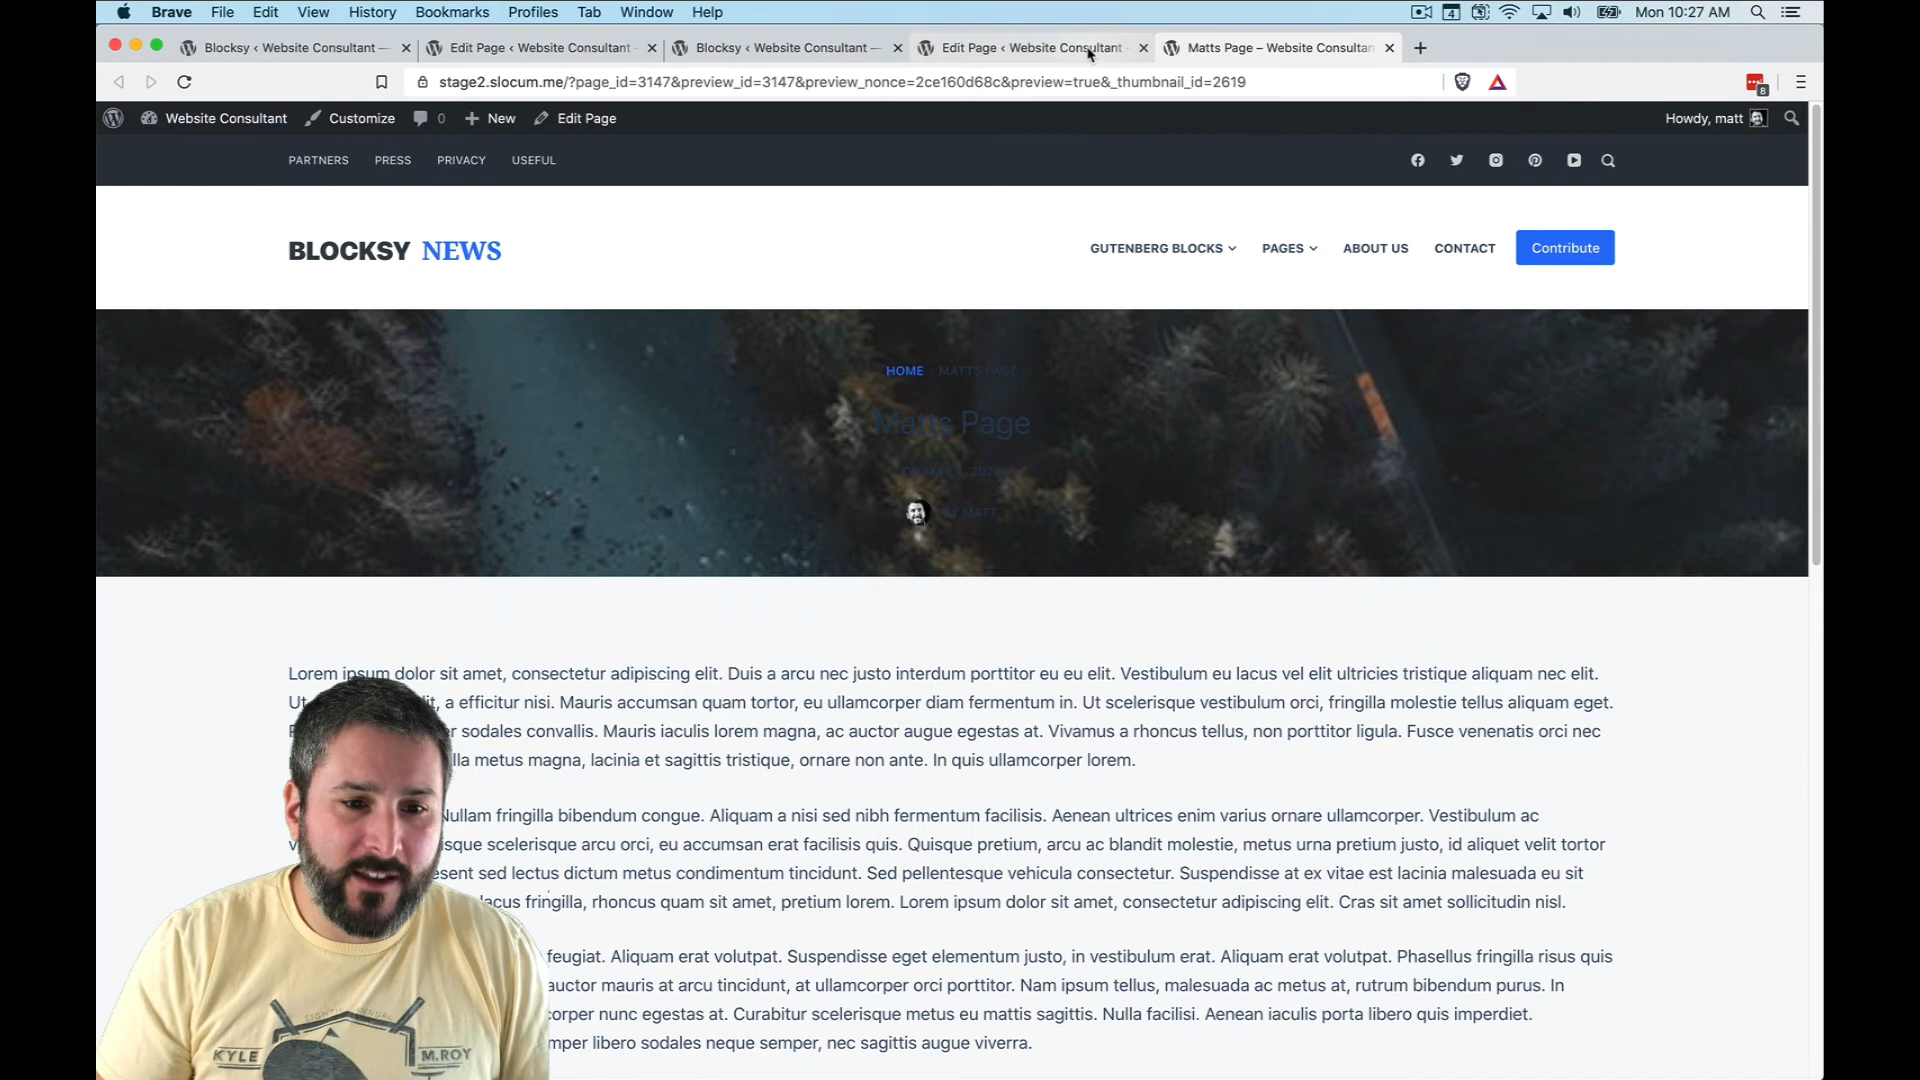 Brave File Edit View History Bookmarks Profiles Tab Window Help 4 Mon 10:27 AM
Blocksy ‹ Website Consultant — Edit Page ‹ Website Consultant - Blocksy ‹ Website Consultant — Edit Page ‹ Website Consultant - Matts Page – Website Consultan
stage2.slocum.me/?page_id=3147&preview_id=3147&preview_nonce=2ce160d68c&preview=true&_thumbnail_id=2619 8
Website Consultant Customize 0 New Edit Page Howdy, matt
PARTNERS PRESS PRIVACY USEFUL
BLOCKSY NEWS GUTENBERG BLOCKS PAGES ABOUT US CONTACT Contribute
HOME MATTS PAGE
Matts Page
MAY 2020
BY MATT
Lorem ipsum dolor sit amet, consectetur adipiscing elit. Duis a arcu nec justo interdum porttitor eu eu elit. Vestibulum eu lacus vel elit ultricies tristique aliquam nec elit.
Ut it, a efficitur nisi. Mauris accumsan quam tortor, eu ullamcorper diam fermentum in. Ut scelerisque vestibulum orci, fringilla molestie tellus aliquam eget.
r sodales convallis. Mauris iaculis lorem magna, ac auctor augue egestas at. Vivamus a rhoncus tellus, non porttitor ligula. Fusce venenatis orci nec
lla metus magna, lacinia et sagittis tristique, ornare non ante. In quis ullamcorper lorem.
Nullam fringilla bibendum congue. Aliquam a nisi sed nibh fermentum facilisis. Aenean ultrices enim varius ornare ullamcorper. Vestibulum ac
isque scelerisque arcu orci, eu accumsan erat facilisis quis. Quisque pretium, arcu ac blandit molestie, metus urna pretium justo, id aliquet velit tortor
esent sed lectus dictum metus condimentum tincidunt. Sed pellentesque vehicula consectetur. Suspendisse at ex vitae est lacinia malesuada eu sit
lacus fringilla, rhoncus quam sit amet, pretium lorem. Lorem ipsum dolor sit amet, consectetur adipiscing elit. Cras sit amet sollicitudin nisl.
feugiat. Aliquam erat volutpat. Suspendisse eget elementum justo, in vestibulum erat. Aliquam erat volutpat. Phasellus fringilla risus quis
auctor mauris at arcu tincidunt, at ullamcorper orci porttitor. Nam ipsum tellus, malesuada ac metus at, rutrum bibendum purus. In
corper nunc egestas at. Curabitur scelerisque metus eu mattis sagittis. Nulla facilisi. Aenean iaculis porta libero quis imperdiet.
mper libero sodales neque semper, nec sagittis augue viverra.
EIGHTH ANNUAL
KYLE M.ROY